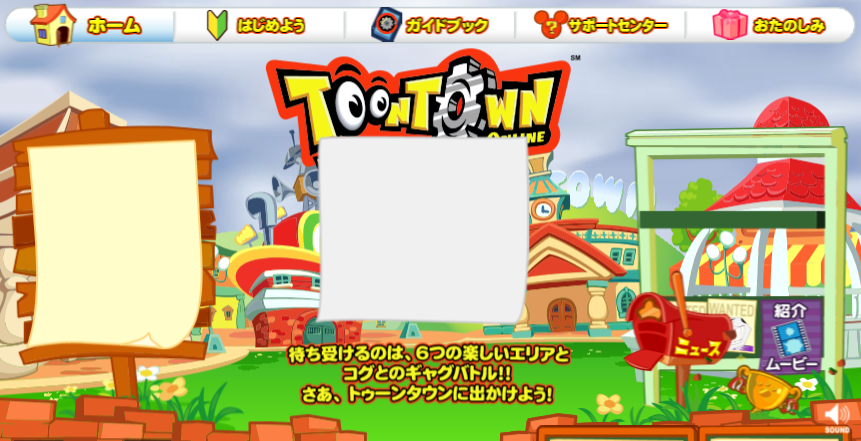 ホーム
はじめよう
ガイドブック
サポートセンター
おたのしみ
TOONTOWN
SM
ONLINE
TOWN
WANTED
紹介
ムービー
ニュース
待ち受けるのは、6つの楽しいエリアと
コグとのギャグバトル!!
さあ、トゥーンタウンに出かけよう!
SOUND